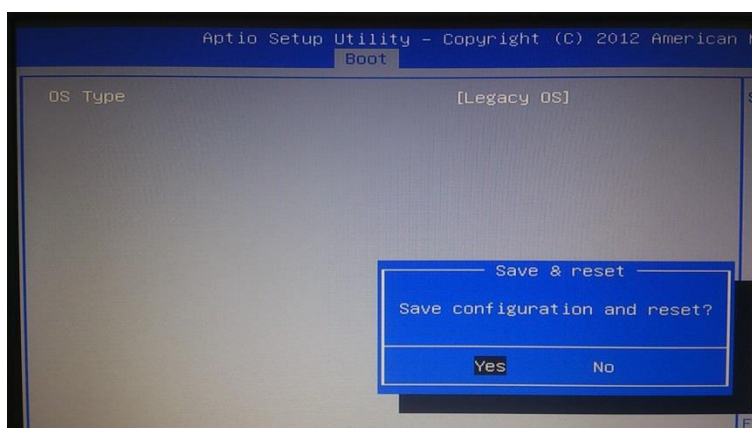 Aptio Setup Utility – Copyright (C) 2012 American
Boot
OS Type [Legacy OS]
Save & reset
Save configuration and reset?
Yes No